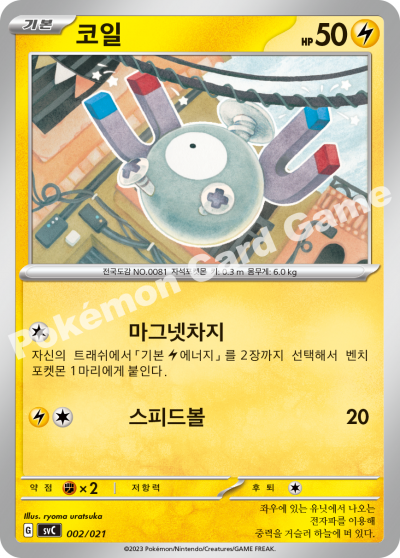 기본
코일
HP 50
전국도감 NO.0081 자석포켓몬 키: 0.3 m 몸무게: 6.0 kg
마그넷차지
자신의 트래쉬에서 「기본 에너지」를 2장까지 선택해서 벤치
포켓몬 1마리에게 붙인다.
스피드볼 20
약점 ×2 저항력 후퇴
Illus. ryoma uratsuka
G svC 002/021
좌우에 있는 유닛에서 나오는
전자파를 이용해
중력을 거슬러 하늘에 떠 있다.
©2023 Pokémon/Nintendo/Creatures/GAME FREAK.
Pokémon Card Game